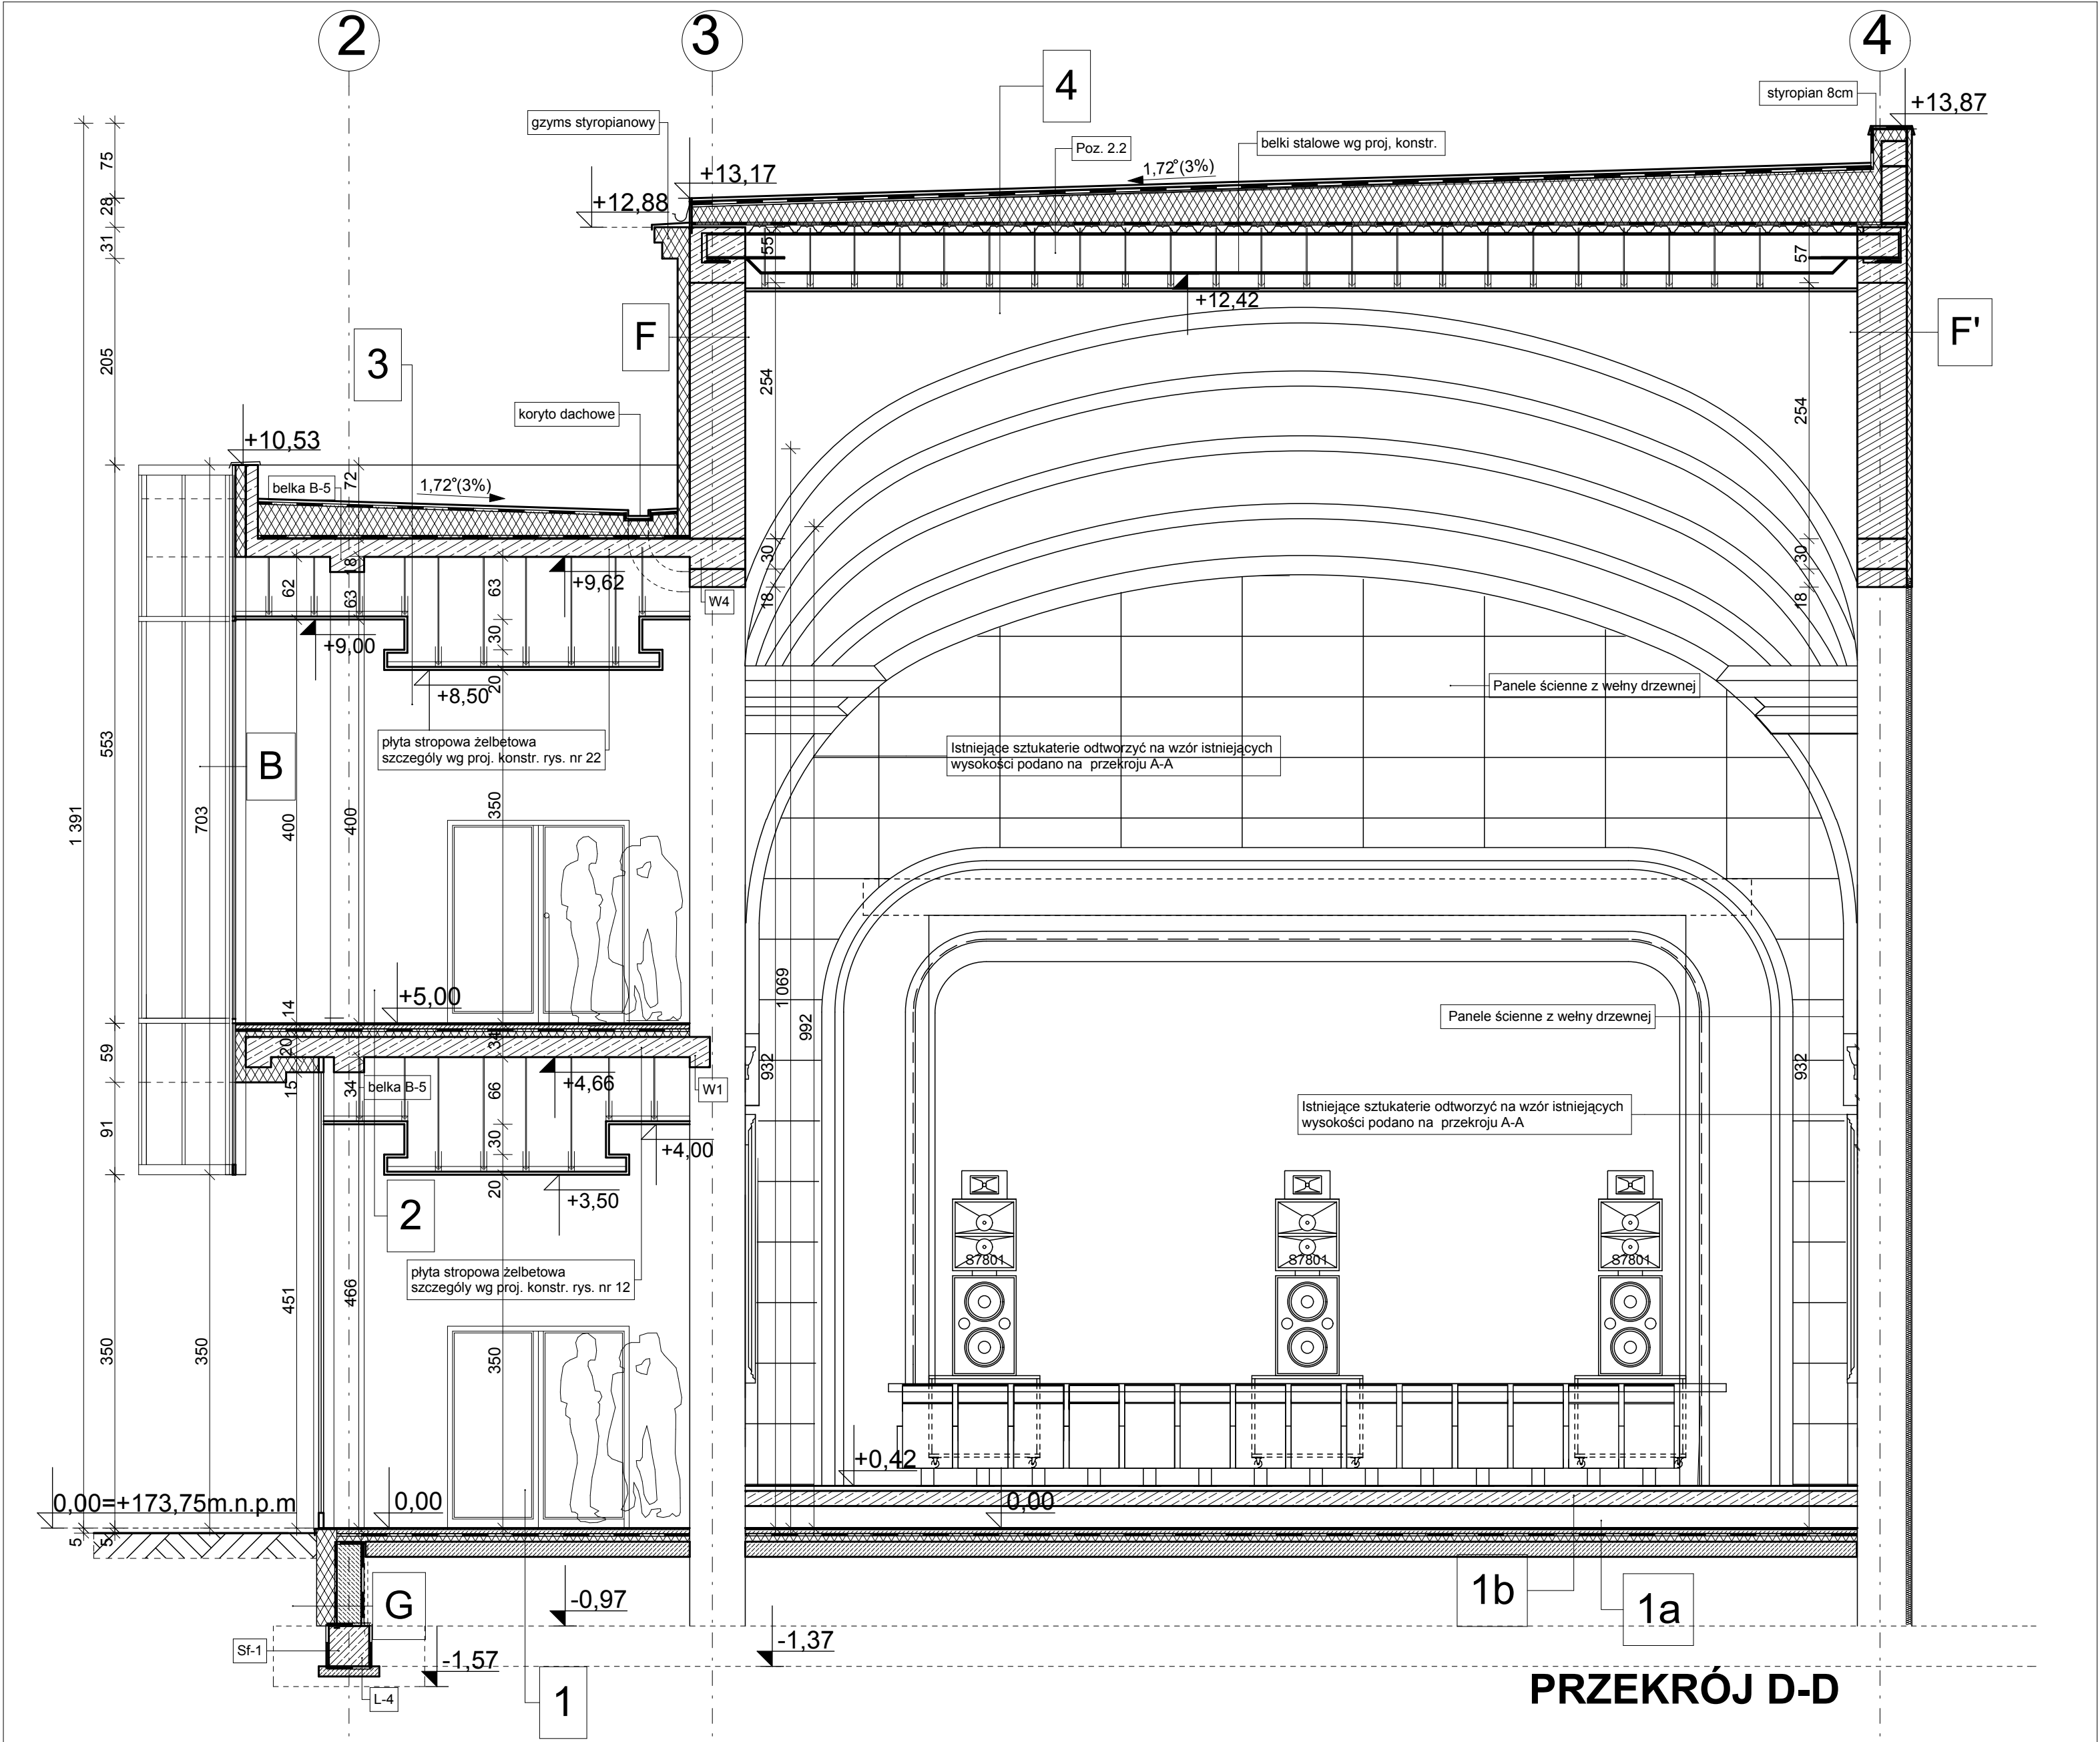 2
3
4
4
styropian 8cm
+13,87
gzyms styropianowy
Poz. 2.2
belki stalowe wg proj, konstr.
1,72°(3%)
+13,17
+12,88
75
28
31
55
57
+12,42
F
F'
3
205
254
254
koryto dachowe
+10,53
belka B-5
72
1,72°(3%)
18
30
30
+9,62
62
63
63
W4
18
18
+9,00
30
+8,50
20
Panele ścienne z wełny drzewnej
płyta stropowa żelbetowa
szczegóły wg proj. konstr. rys. nr 22
Istniejące sztukaterie odtworzyć na wzór istniejących
wysokości podano na przekroju A-A
553
B
1 391
703
400
400
350
1 069
992
932
932
+5,00
14
Panele ścienne z wełny drzewnej
59
20
34
15
34
belka B-5
66
+4,66
W1
91
30
+4,00
Istniejące sztukaterie odtworzyć na wzór istniejących
wysokości podano na przekroju A-A
20
+3,50
2
płyta stropowa żelbetowa
szczegóły wg proj. konstr. rys. nr 12
S7801
S7801
S7801
451
466
350
350
350
+0,42
0,00=+173,75m.n.p.m
0,00
0,00
5
5
1b
1a
G
-0,97
-1,37
Sf-1
-1,57
L-4
1
PRZEKRÓJ D-D